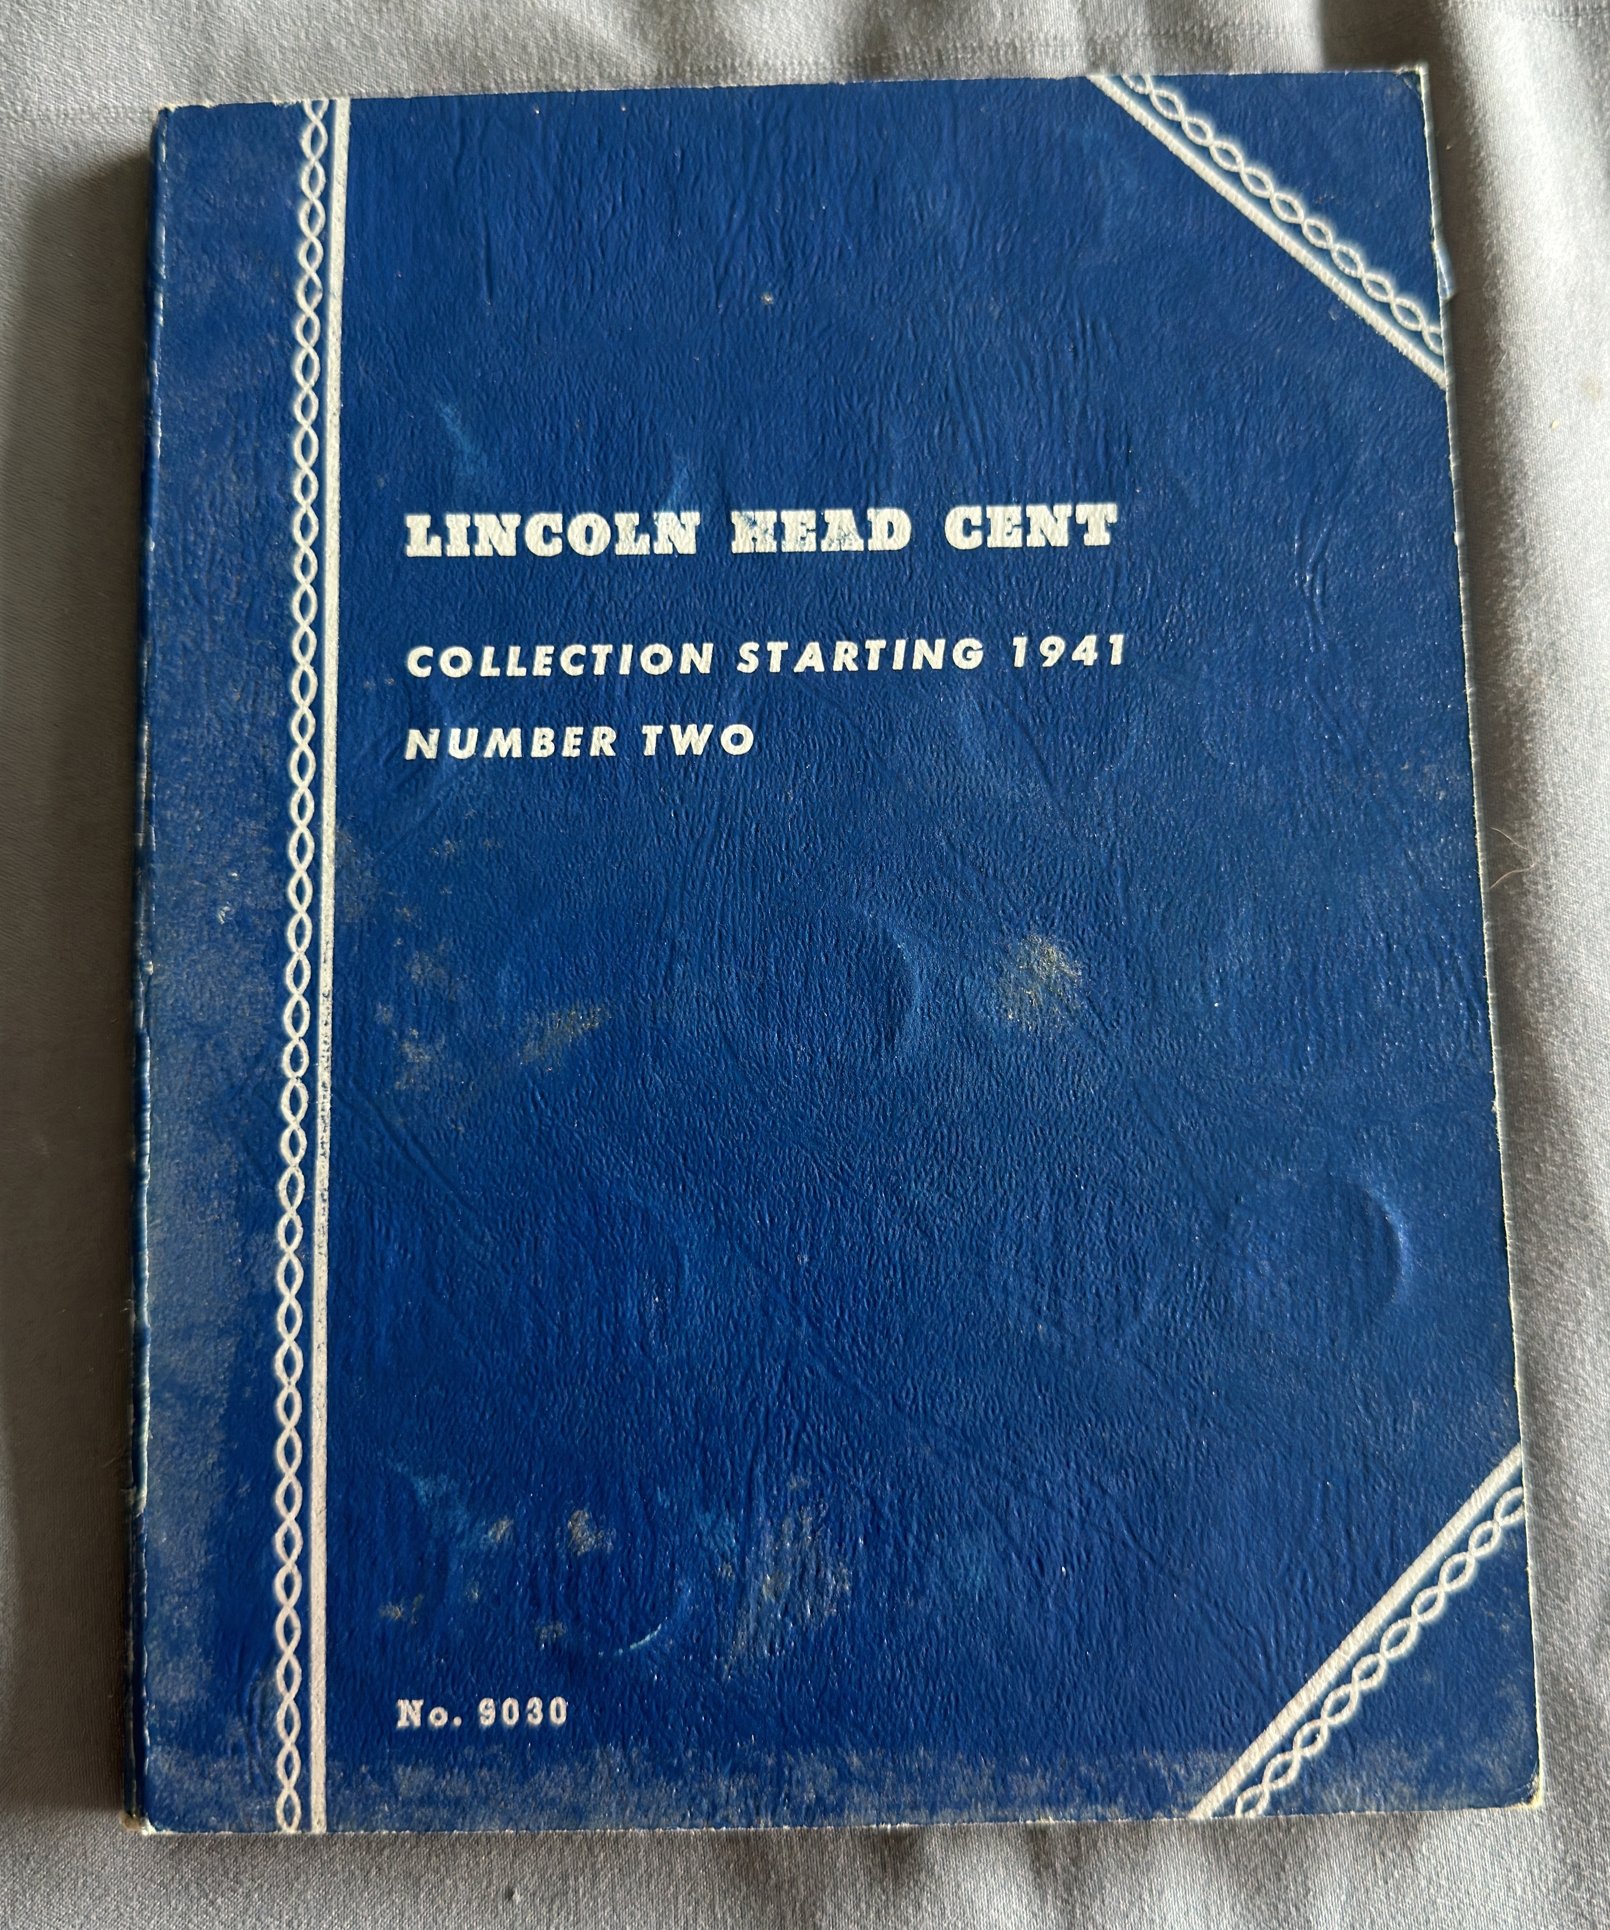 LINCOLN HEAD CENT
COLLECTION STARTING 1941
NUMBER TWO
No. 9030